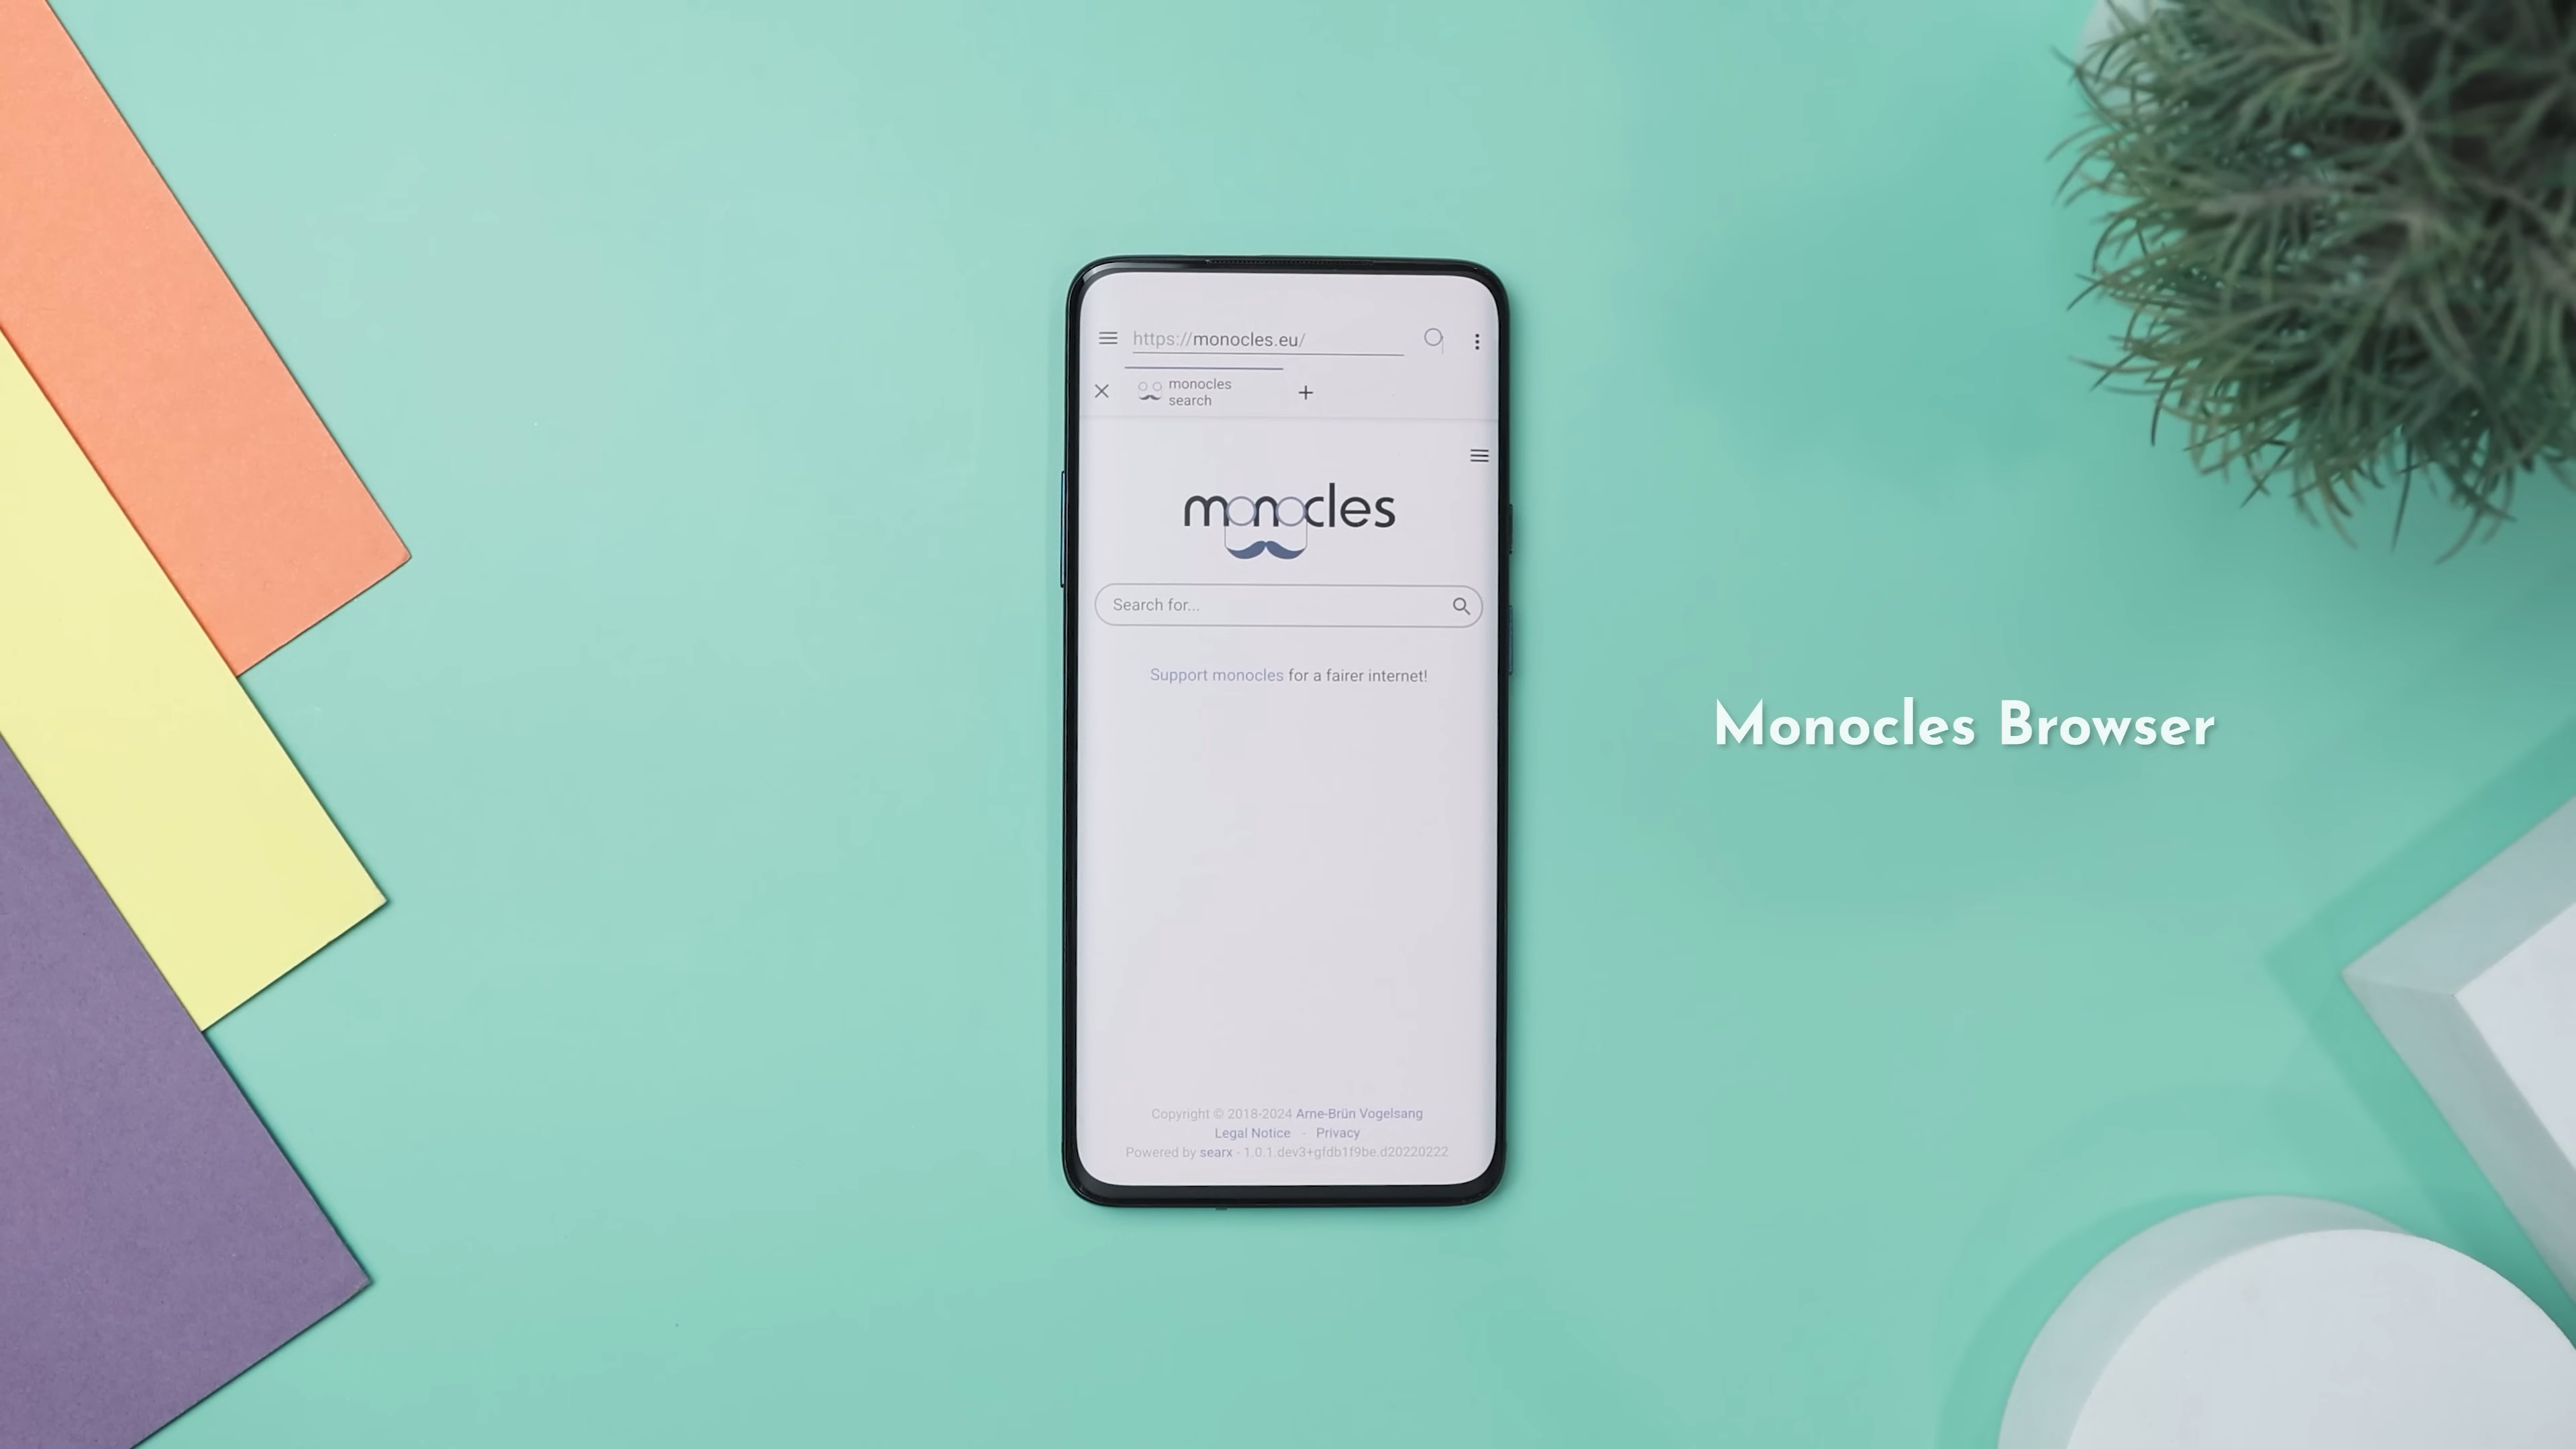 https://monocles.eu/
monocles
search
monocles
Search for...
Support monocles for a fairer internet!
Monocles Browser
Copyright © 2018-2024 Arne-Brün Vogelsang
Legal Notice - Privacy
Powered by searx - 1.0.1.dev3+gfdb1f9be.d20220222